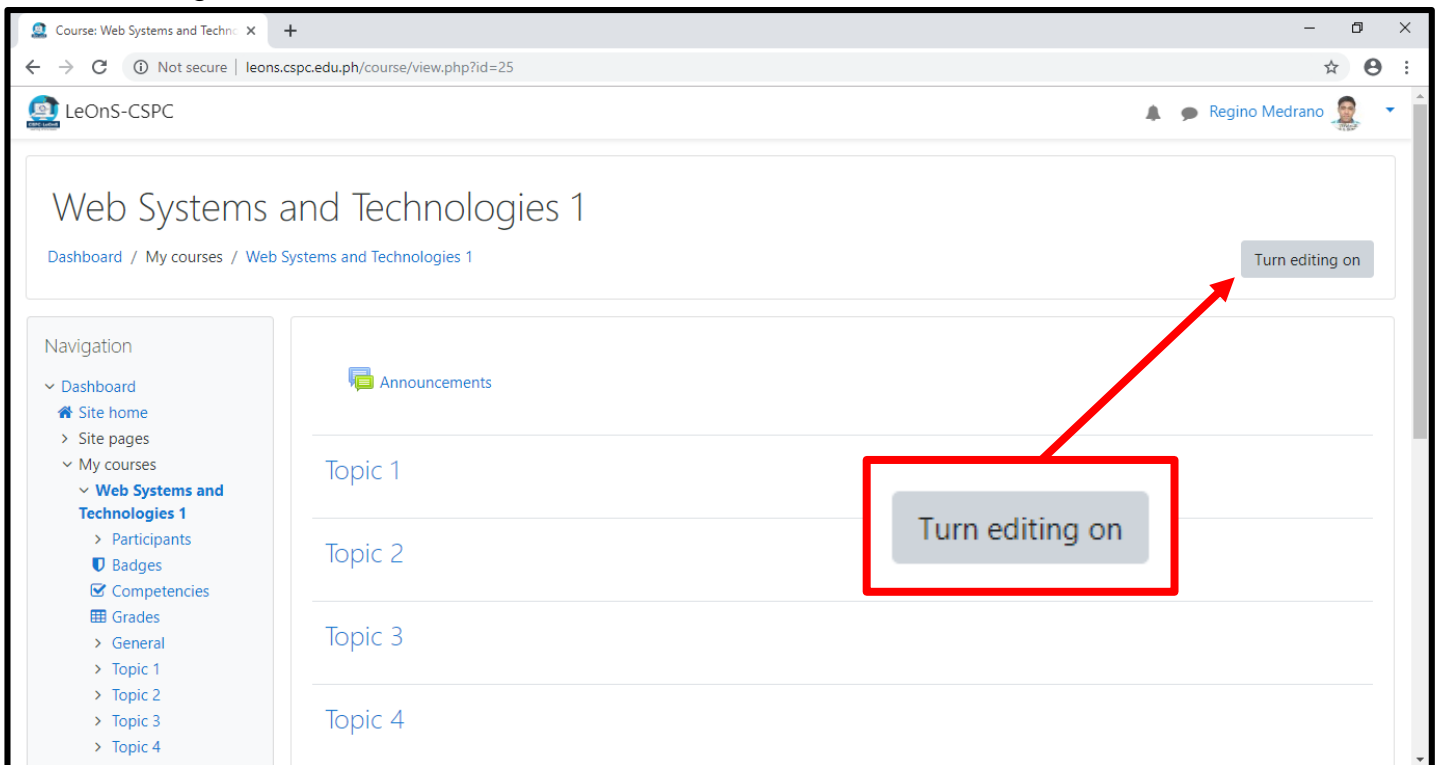 Course: Web Systems and Techno
Not secure | leons.cspc.edu.ph/course/view.php?id=25
LeOnS-CSPC
Regino Medrano
Web Systems and Technologies 1
Dashboard / My courses / Web Systems and Technologies 1
Turn editing on
Navigation
Dashboard
Site home
Site pages
My courses
Web Systems and
Technologies 1
Participants
Badges
Competencies
Grades
General
Topic 1
Topic 2
Topic 3
Topic 4
Announcements
Topic 1
Topic 2
Topic 3
Topic 4
Turn editing on